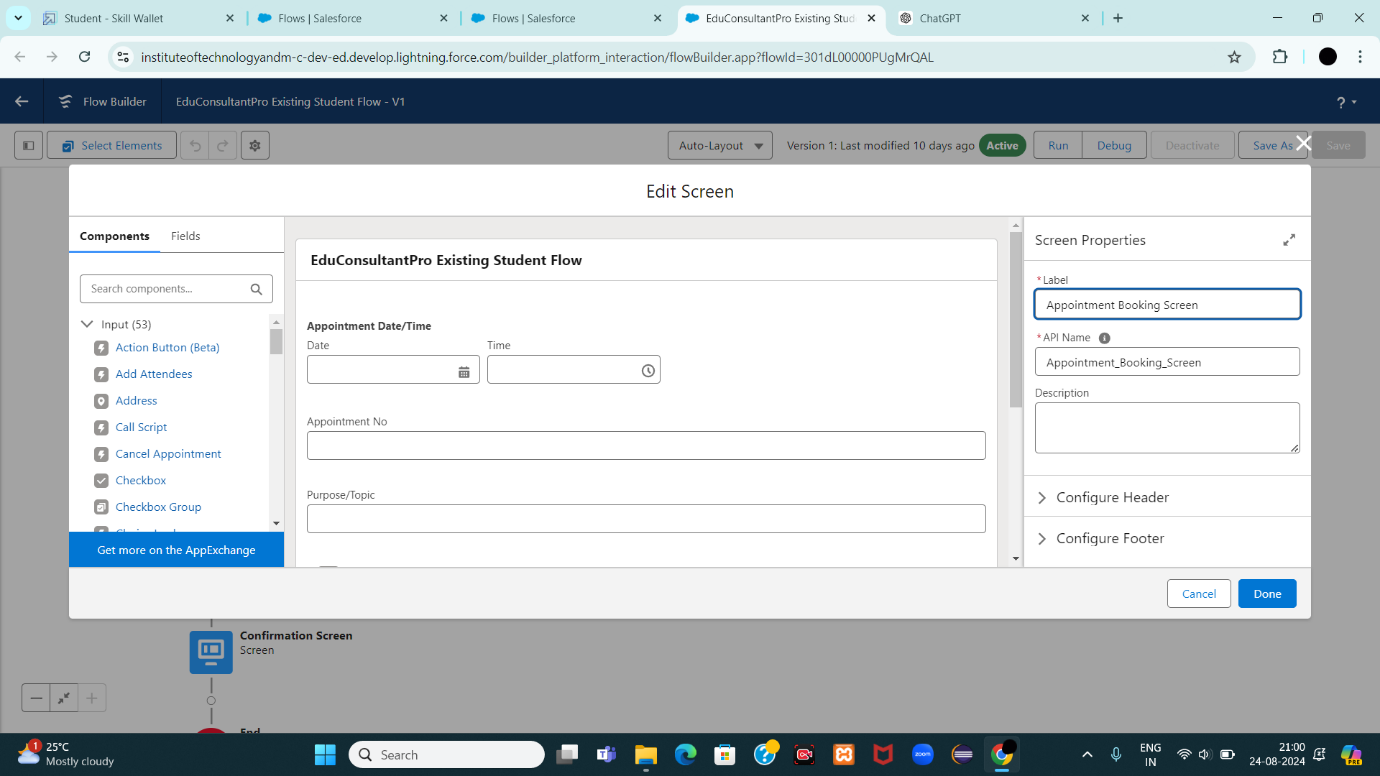 Student - Skill Wallet
Flows | Salesforce
Flows | Salesforce
EduConsultantPro Existing Stud
ChatGPT
instituteoftechnologyandm-c-dev-ed.develop.lightning.force.com/builder_platform_interaction/flowBuilder.app?flowId=301dL00000PUgMrQAL
Flow Builder
EduConsultantPro Existing Student Flow - V1
?
Select Elements
Auto-Layout
Version 1: Last modified 10 days ago
Active
Run
Debug
Deactivate
Save As
Save
Edit Screen
Components
Fields
Search components...
Input (53)
Action Button (Beta)
Add Attendees
Address
Call Script
Cancel Appointment
Checkbox
Checkbox Group
Get more on the AppExchange
EduConsultantPro Existing Student Flow
Appointment Date/Time
Date
Time
Appointment No
Purpose/Topic
Screen Properties
*Label
Appointment Booking Screen
*API Name
Appointment_Booking_Screen
Description
Configure Header
Configure Footer
Cancel
Done
Confirmation Screen
Screen
End
1
25°C
Mostly cloudy
Search
zoom
ENG
IN
21:00
24-08-2024
PRE